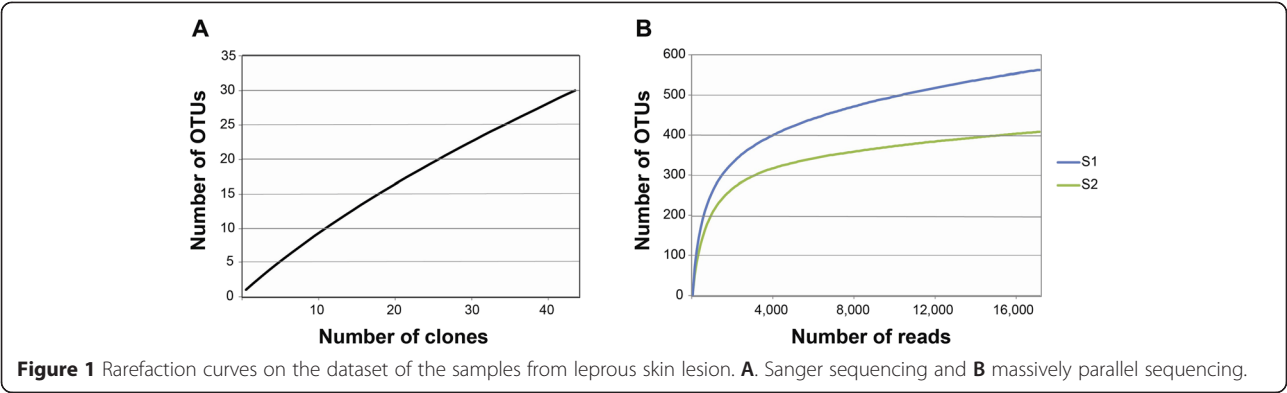 A
35
30
25
20
15
10
5
0
Number of OTUs
10 20 30 40
Number of clones
B
600
500
400
300
200
100
0
Number of OTUs
4,000 8,000 12,000 16,000
Number of reads
S1
S2
Figure 1 Rarefaction curves on the dataset of the samples from leprous skin lesion. A. Sanger sequencing and B massively parallel sequencing.